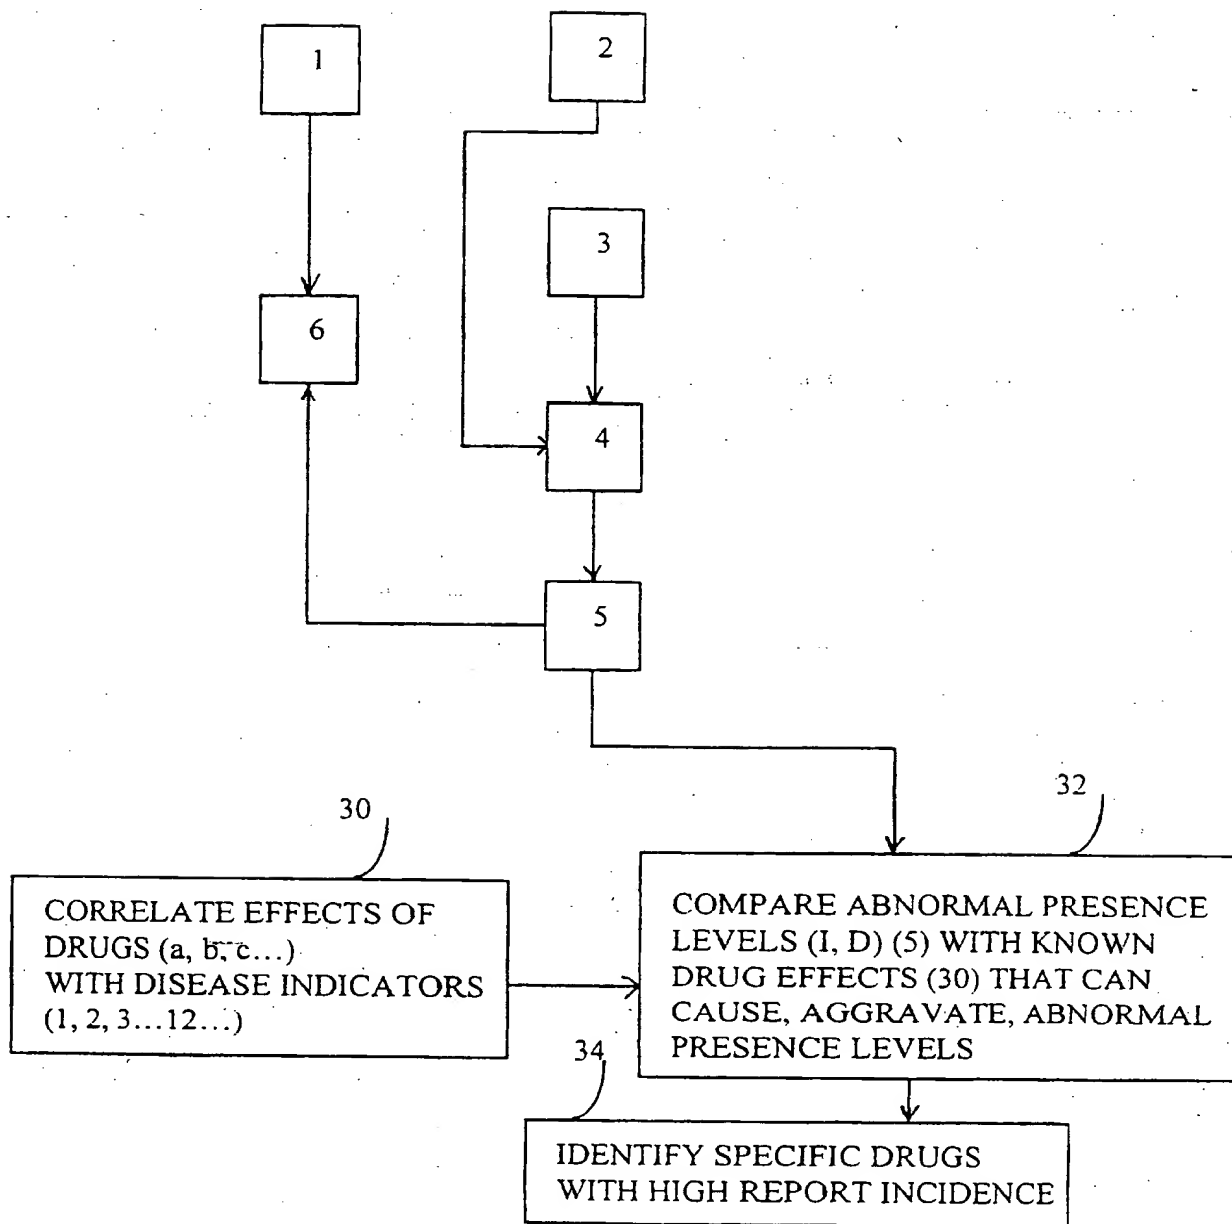 1
2
3
6
4
5
32
30
CORRELATE EFFECTS OF
DRUGS (a, b, c...)
WITH DISEASE INDICATORS
(1, 2, 3...12...)
COMPARE ABNORMAL PRESENCE
LEVELS (I, D) (5) WITH KNOWN
DRUG EFFECTS (30) THAT CAN
CAUSE, AGGRAVATE, ABNORMAL
PRESENCE LEVELS
34
IDENTIFY SPECIFIC DRUGS
WITH HIGH REPORT INCIDENCE